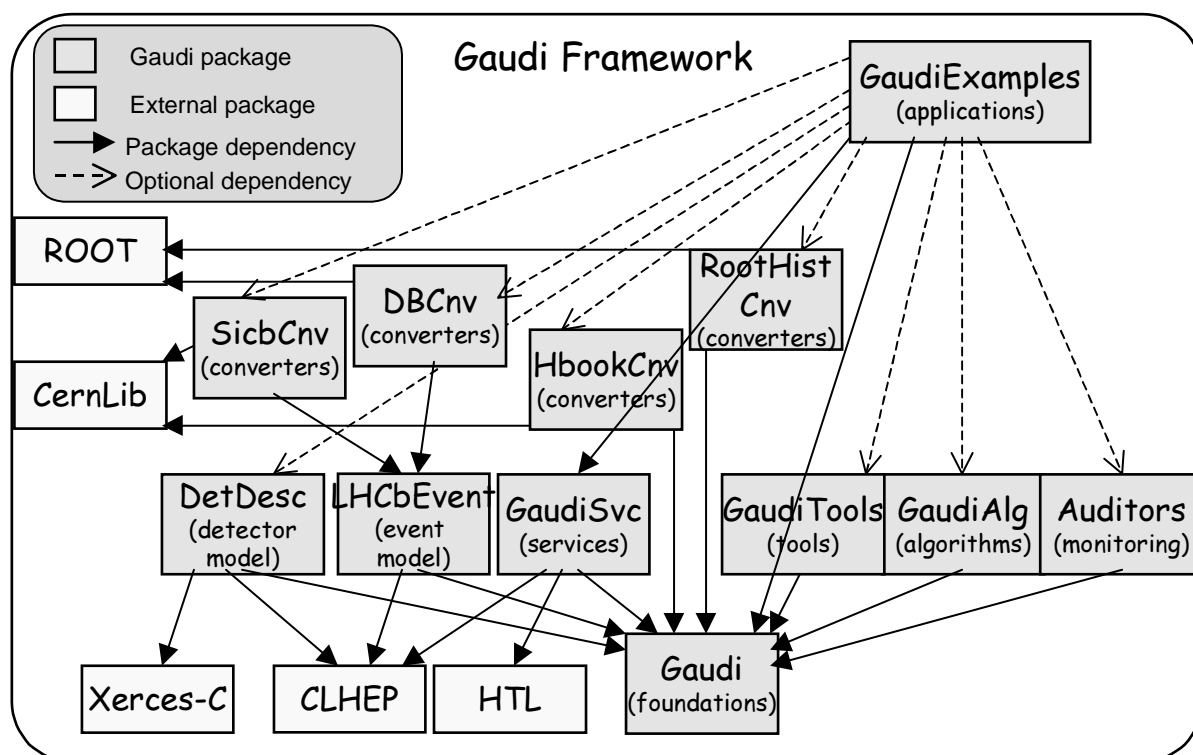 Gaudi package
External package
Package dependency
Optional dependency
Gaudi Framework
GaudiExamples
(applications)
ROOT
RootHist
Cnv
(converters)
DBCnv
(converters)
SicbCnv
(converters)
HbookCnv
(converters)
CernLib
DetDesc
(detector
model)
LHCbEvent
(event
model)
GaudiSvc
(services)
GaudiTools
(tools)
GaudiAlg
(algorithms)
Auditors
(monitoring)
Xerces-C
CLHEP
HTL
Gaudi
(foundations)